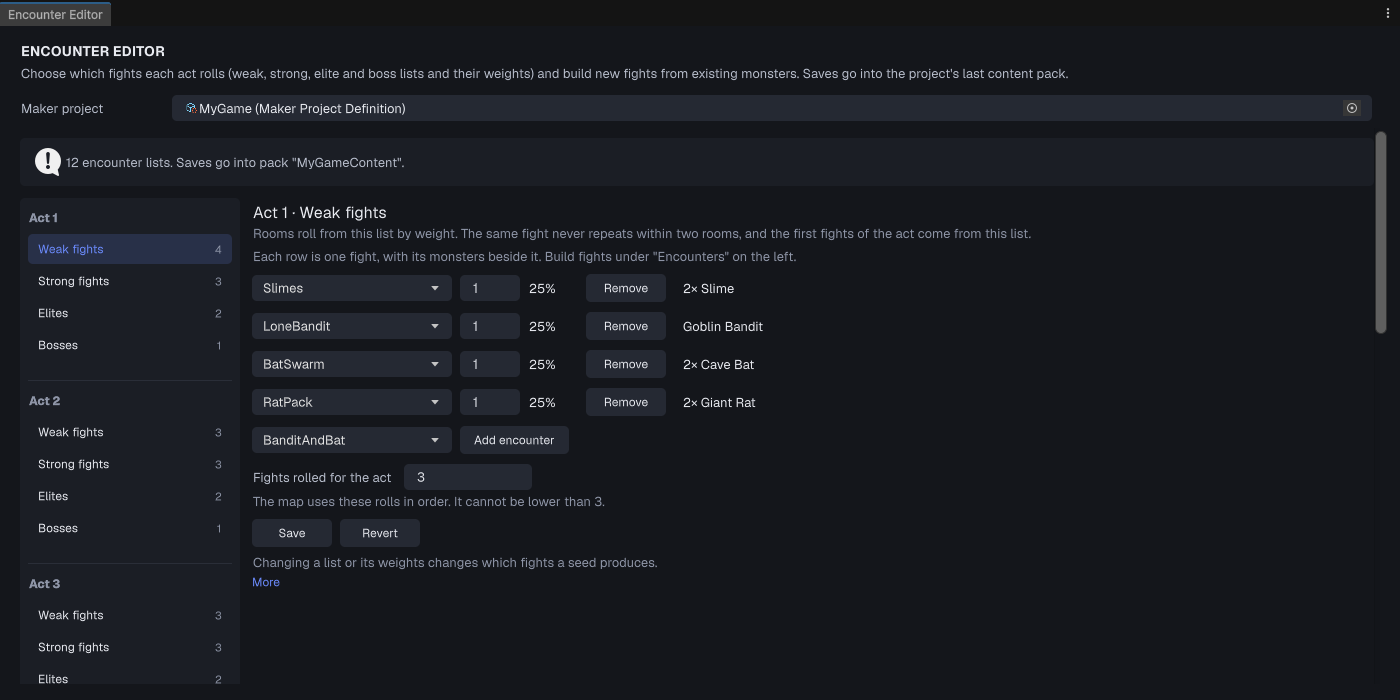 Encounter Editor
ENCOUNTER EDITOR
Choose which fights each act rolls (weak, strong, elite and boss lists and their weights) and build new fights from existing monsters. Saves go into the project's last content pack.
Maker project
MyGame (Maker Project Definition)
12 encounter lists. Saves go into pack "MyGameContent".
Act 1
Weak fights 4
Strong fights 3
Elites 2
Bosses 1
Act 2
Weak fights 3
Strong fights 3
Elites 2
Bosses 1
Act 3
Weak fights 3
Strong fights 3
Elites 2
Act 1 · Weak fights
Rooms roll from this list by weight. The same fight never repeats within two rooms, and the first fights of the act come from this list.
Each row is one fight, with its monsters beside it. Build fights under "Encounters" on the left.
Slimes 1 25% Remove 2× Slime
LoneBandit 1 25% Remove Goblin Bandit
BatSwarm 1 25% Remove 2× Cave Bat
RatPack 1 25% Remove 2× Giant Rat
BanditAndBat Add encounter
Fights rolled for the act 3
The map uses these rolls in order. It cannot be lower than 3.
Save Revert
Changing a list or its weights changes which fights a seed produces.
More